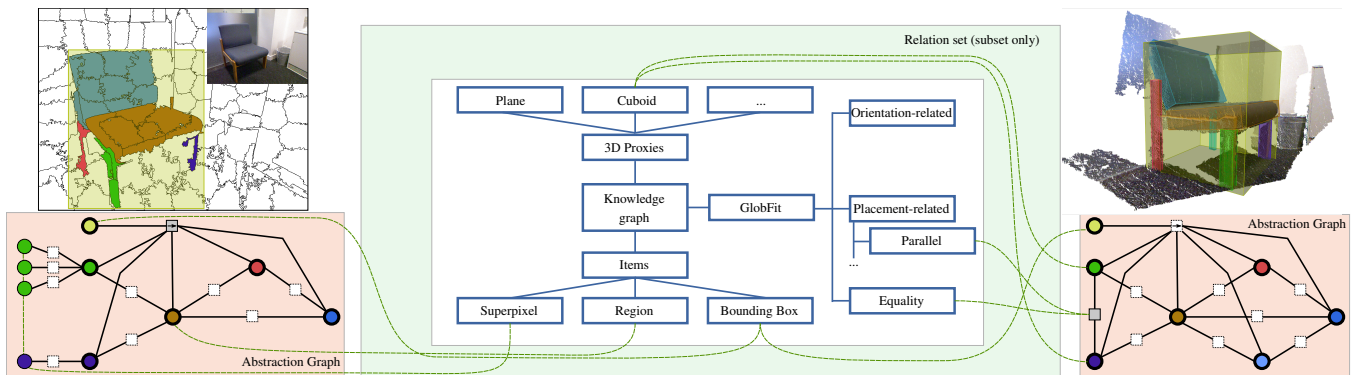 Relation set (subset only)
Plane
Cuboid
...
Orientation-related
3D Proxies
Knowledge
graph
GlobFit
Placement-related
Parallel
...
Items
Equality
Superpixel
Region
Bounding Box
Abstraction Graph
Abstraction Graph